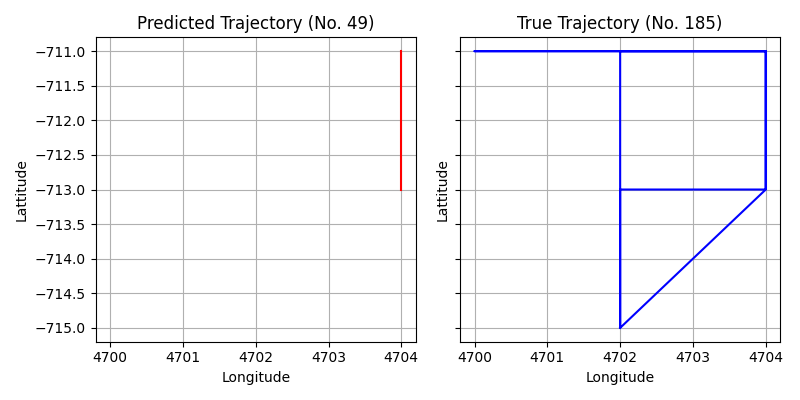 Predicted Trajectory (No. 49)
True Trajectory (No. 185)
Lattitude
−711.0
−711.5
−712.0
−712.5
−713.0
−713.5
−714.0
−714.5
−715.0
4700 4701 4702 4703 4704
Longitude
Lattitude
4700 4701 4702 4703 4704
Longitude